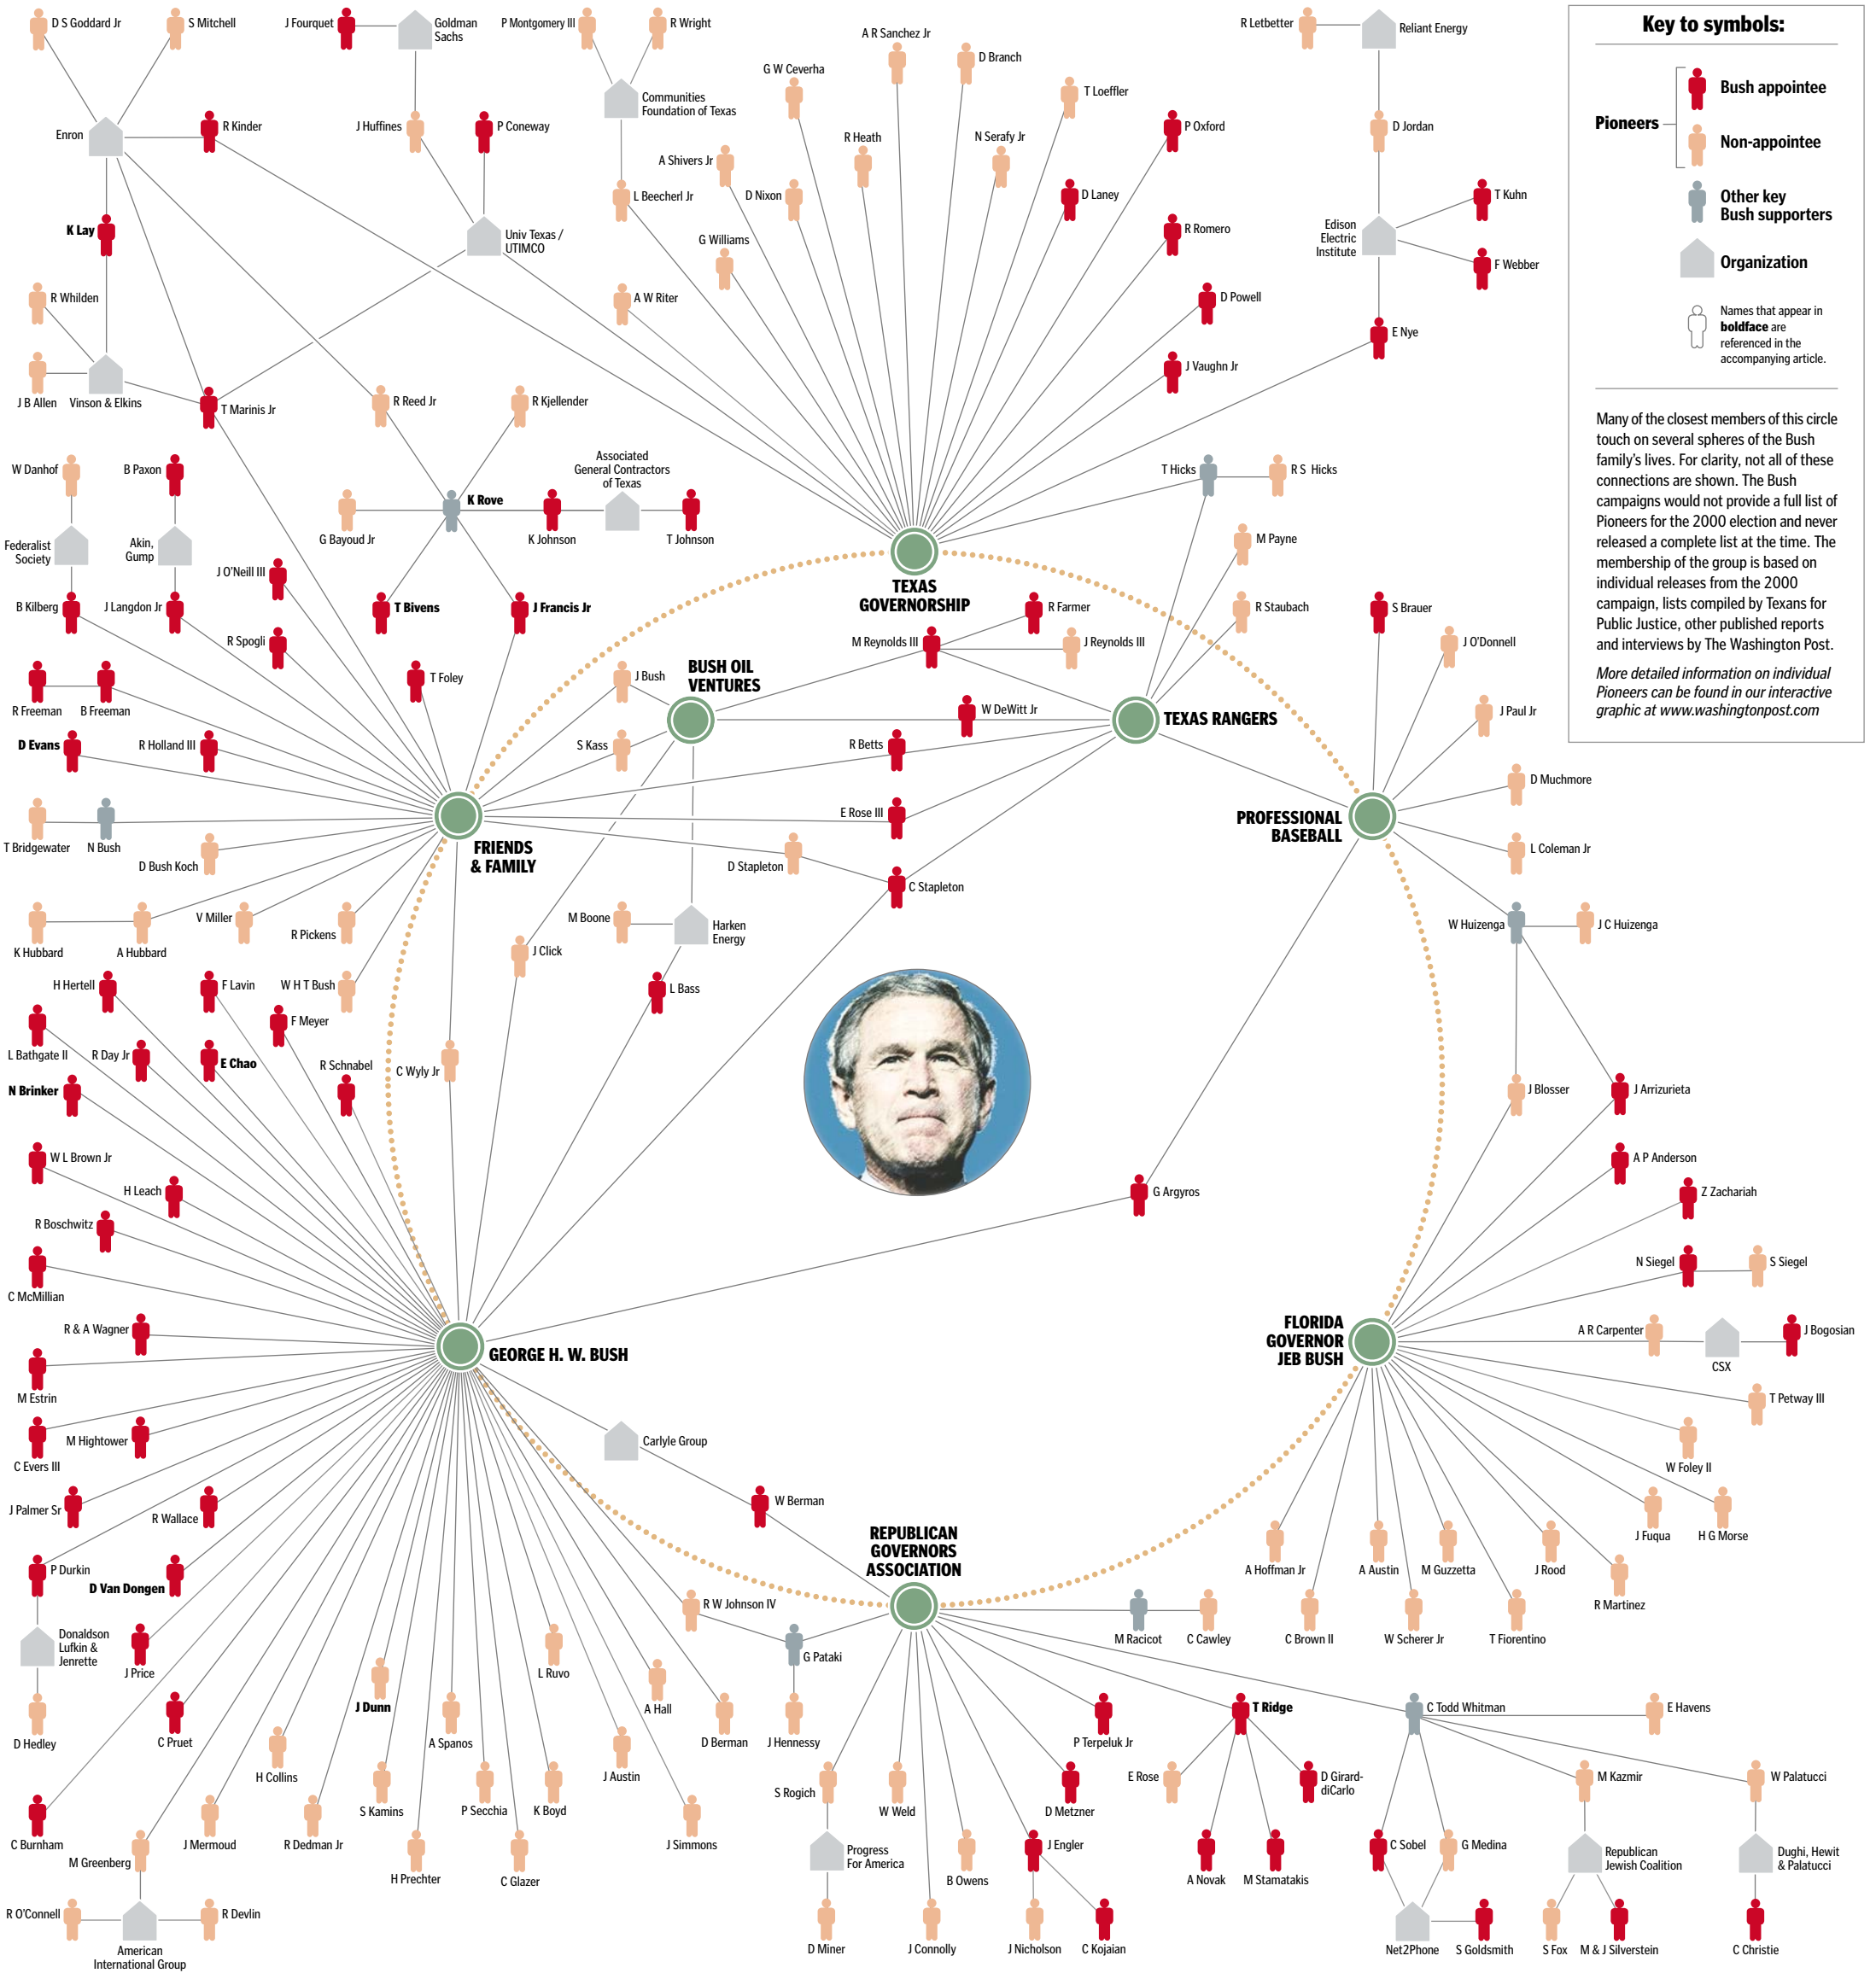 D S Goddard Jr
S Mitchell
J Fourquet
Goldman
Sachs
P Montgomery III
R Wright
A R Sanchez Jr
D Branch
R Letbetter
Reliant Energy
G W Ceverha
T Loeffler
Communities
Foundation of Texas
Enron
R Kinder
J Huffines
P Coneway
R Heath
N Serafy Jr
P Oxford
D Jordan
A Shivers Jr
L Beecherl Jr
D Nixon
D Laney
T Kuhn
K Lay
Univ Texas /
UTIMCO
G Williams
R Romero
Edison
Electric
Institute
F Webber
R Whilden
A W Riter
D Powell
E Nye
J Vaughn Jr
J B Allen
Vinson & Elkins
T Marinis Jr
R Reed Jr
R Kjellender
Key to symbols:
Pioneers
Bush appointee
Non-appointee
Other key
Bush supporters
Organization
Names that appear in
boldface are
referenced in the
accompanying article.
Many of the closest members of this circle
touch on several spheres of the Bush
family's lives. For clarity, not all of these
connections are shown. The Bush
campaigns would not provide a full list of
Pioneers for the 2000 election and never
released a complete list at the time. The
membership of the group is based on
individual releases from the 2000
campaign, lists compiled by Texans for
Public Justice, other published reports
and interviews by The Washington Post.
More detailed information on individual
Pioneers can be found in our interactive
graphic at www.washingtonpost.com
W Danhof
B Paxon
Associated
General Contractors
of Texas
T Hicks
R S Hicks
K Rove
G Bayoud Jr
K Johnson
T Johnson
Federalist
Society
Akin,
Gump
M Payne
J O'Neill III
TEXAS
GOVERNORSHIP
B Kilberg
J Langdon Jr
T Bivens
J Francis Jr
R Farmer
R Staubach
S Brauer
R Spogli
M Reynolds III
J Reynolds III
J O'Donnell
BUSH OIL
VENTURES
T Foley
J Bush
R Freeman
B Freeman
W DeWitt Jr
TEXAS RANGERS
J Paul Jr
D Evans
R Holland III
S Kass
R Betts
D Muchmore
E Rose III
PROFESSIONAL
BASEBALL
T Bridgewater
N Bush
FRIENDS
& FAMILY
D Bush Koch
D Stapleton
L Coleman Jr
C Stapleton
K Hubbard
A Hubbard
V Miller
R Pickens
M Boone
Harken
Energy
W Huizenga
J C Huizenga
J Click
H Hertell
F Lavin
W H T Bush
L Bass
F Meyer
L Bathgate II
R Day Jr
E Chao
R Schnabel
C Wyly Jr
N Brinker
J Blosser
J Arrizurieta
W L Brown Jr
A P Anderson
H Leach
G Argyros
Z Zachariah
R Boschwitz
C McMillian
N Siegel
S Siegel
R & A Wagner
GEORGE H. W. BUSH
FLORIDA
GOVERNOR
JEB BUSH
A R Carpenter
CSX
J Bogosian
M Estrin
T Petway III
M Hightower
C Evers III
Carlyle Group
W Foley II
J Palmer Sr
R Wallace
W Berman
J Fuqua
H G Morse
REPUBLICAN
GOVERNORS
ASSOCIATION
P Durkin
D Van Dongen
A Hoffman Jr
A Austin
M Guzzetta
J Rood
R Martinez
R W Johnson IV
Donaldson
Lufkin &
Jenrette
J Price
L Ruvo
G Pataki
M Racicot
C Cawley
C Brown II
W Scherer Jr
T Fiorentino
D Hedley
C Pruet
J Dunn
A Spanos
A Hall
D Berman
J Hennessy
P Terpeluk Jr
T Ridge
C Todd Whitman
E Havens
H Collins
S Kamins
P Secchia
K Boyd
J Austin
S Rogich
W Weld
D Metzner
E Rose
D Girard-
diCarlo
M Kazmir
W Palatucci
C Burnham
M Greenberg
J Mermoud
R Dedman Jr
H Prechter
C Glazer
J Simmons
Progress
For America
B Owens
J Engler
A Novak
M Stamatakis
C Sobel
G Medina
Republican
Jewish Coalition
Dughi, Hewit
& Palatucci
R O'Connell
R Devlin
American
International Group
D Miner
J Connolly
J Nicholson
C Kojaian
Net2Phone
S Goldsmith
S Fox
M & J Silverstein
C Christie